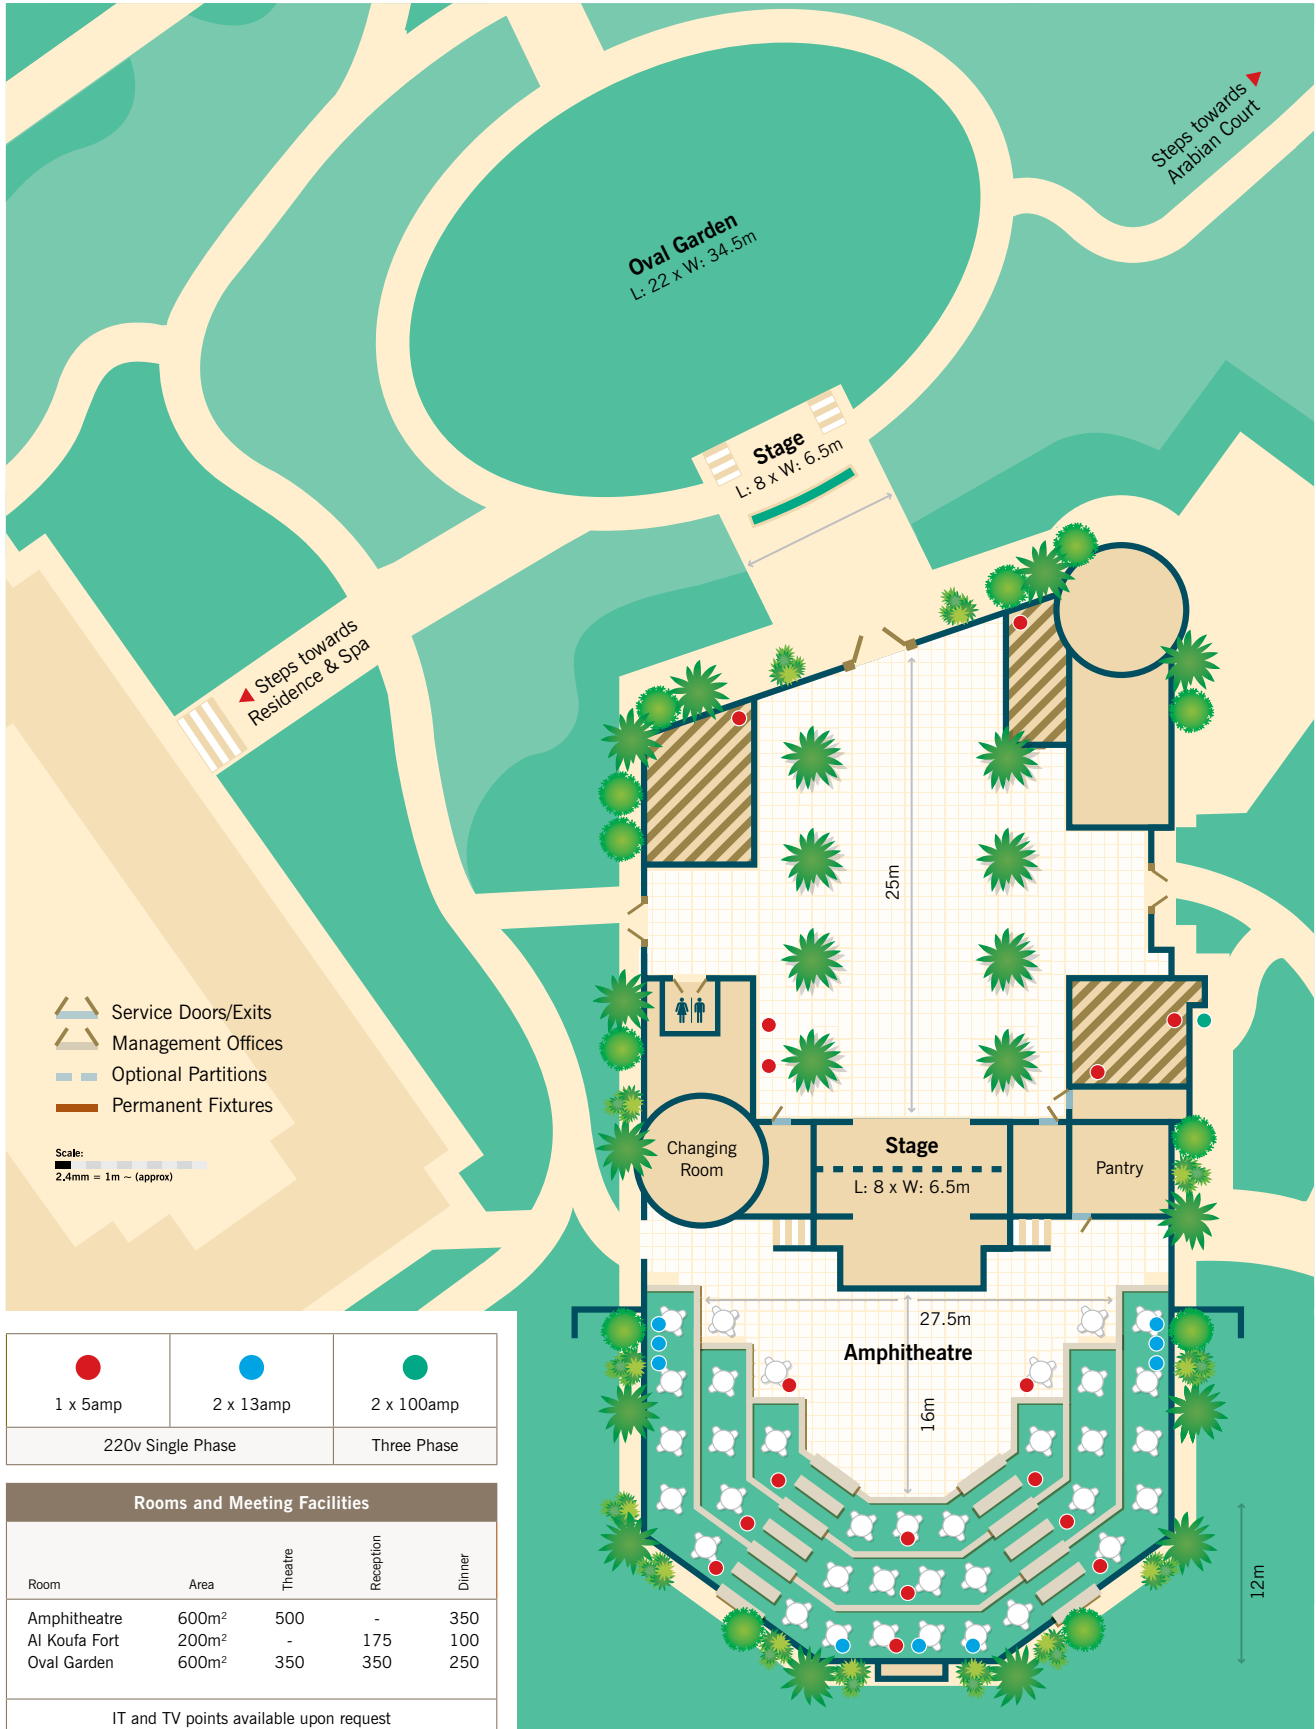 Steps towards
Arabian Court
Oval Garden
L: 22 x W: 34.5m
Stage
L: 8 x W: 6.5m
Steps towards
Residence & Spa
25m
Service Doors/Exits
Management Offices
Optional Partitions
Permanent Fixtures
Scale:
2.4mm = 1m ~ (approx)
Changing
Room
Stage
L: 8 x W: 6.5m
Pantry
27.5m
Amphitheatre
16m
12m
1 x 5amp 2 x 13amp 2 x 100amp
220v Single Phase Three Phase
Rooms and Meeting Facilities
Room Area Theatre Reception Dinner
Amphitheatre 600m² 500 - 350
Al Koufa Fort 200m² - 175 100
Oval Garden 600m² 350 350 250
IT and TV points available upon request